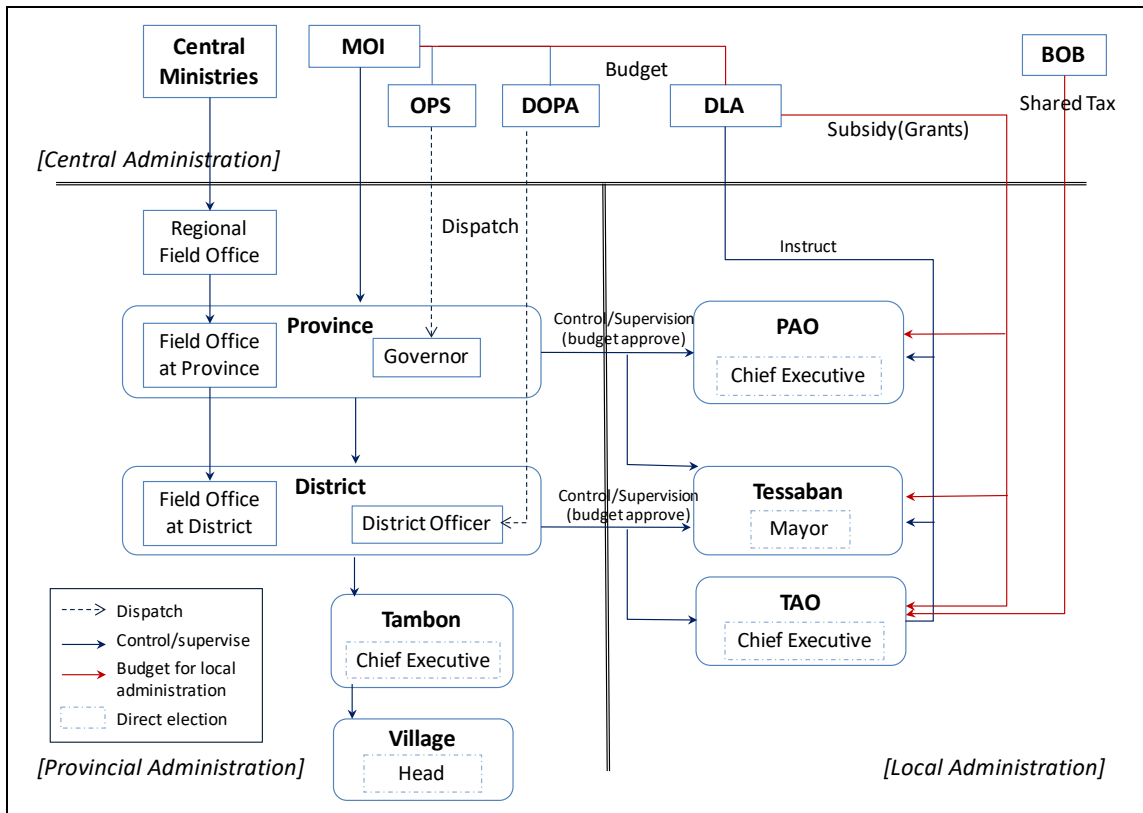 Central
Ministries
MOI
BOB
Budget
OPS
DOPA
DLA
Shared Tax
Subsidy(Grants)
[Central Administration]
Regional
Field Office
Dispatch
Instruct
Province
Field Office
at Province
Governor
Control/Supervision
(budget approve)
PAO
Chief Executive
District
Field Office
at District
District Officer
Control/Supervision
(budget approve)
Tessaban
Mayor
Tambon
Chief Executive
TAO
Chief Executive
Village
Head
Dispatch
Control/supervise
Budget for local
administration
Direct election
[Provincial Administration]
[Local Administration]